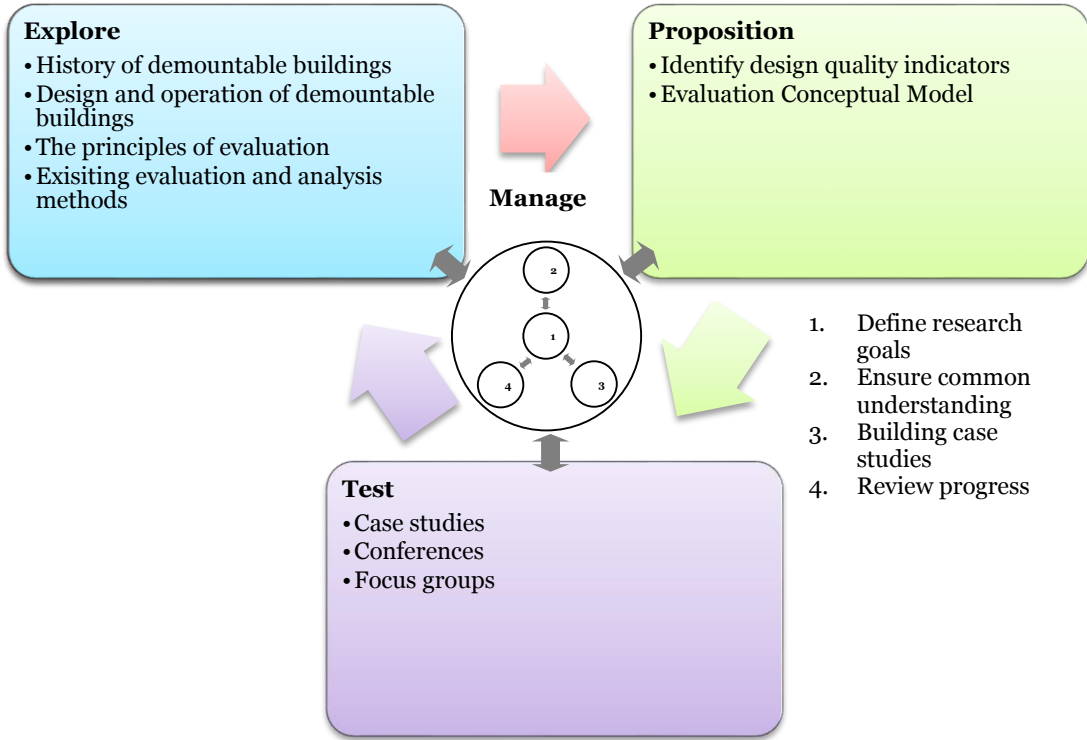 Explore
•History of demountable buildings
•Design and operation of demountable
buildings
•The principles of evaluation
•Exisiting evaluation and analysis
methods
Proposition
•Identify design quality indicators
•Evaluation Conceptual Model
Manage
2
1
4
3
1. Define research
goals
2. Ensure common
understanding
3. Building case
studies
4. Review progress
Test
•Case studies
•Conferences
•Focus groups